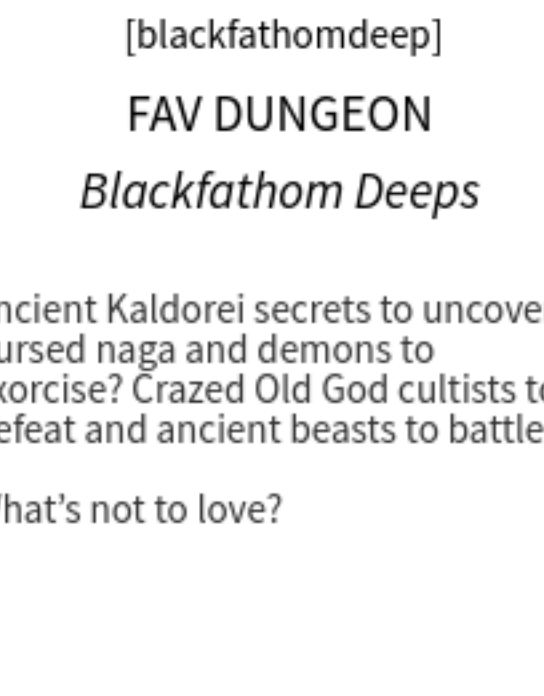 [blackfathomdeep]
FAV DUNGEON
Blackfathom Deeps
ncient Kaldorei secrets to uncove
ursed naga and demons to
xorcise? Crazed Old God cultists to
efeat and ancient beasts to battle
hat’s not to love?